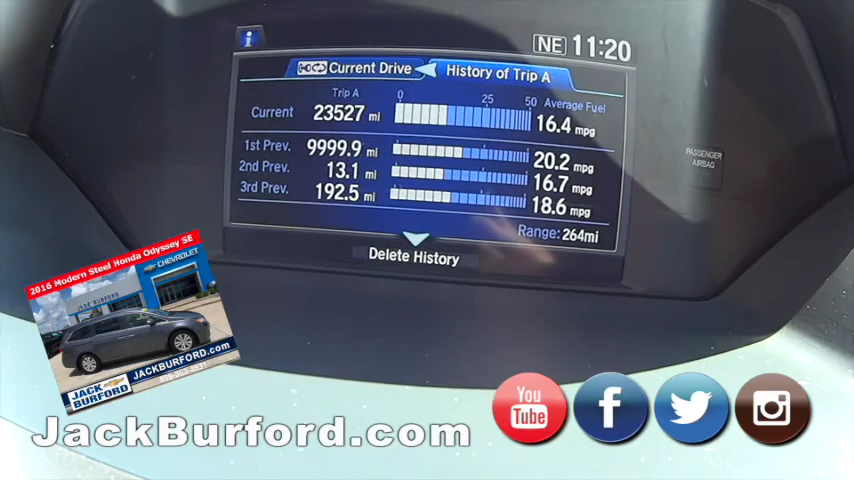 i
NE 11:20
Current Drive
History of Trip A
Trip A
0 25 50 Average Fuel
Current 23527 mi 16.4 mpg
1st Prev. 9999.9 mi 20.2 mpg
2nd Prev. 13.1 mi 16.7 mpg
3rd Prev. 192.5 mi 18.6 mpg
Range: 264mi
Delete History
PASSENGER
AIRBAG
2016 Modern Steel Honda Odyssey SE
CHEVROLET
JACK BURFORD
JACK
BURFORD
JACKBURFORD.com
JackBurford.com
You
Tube
f